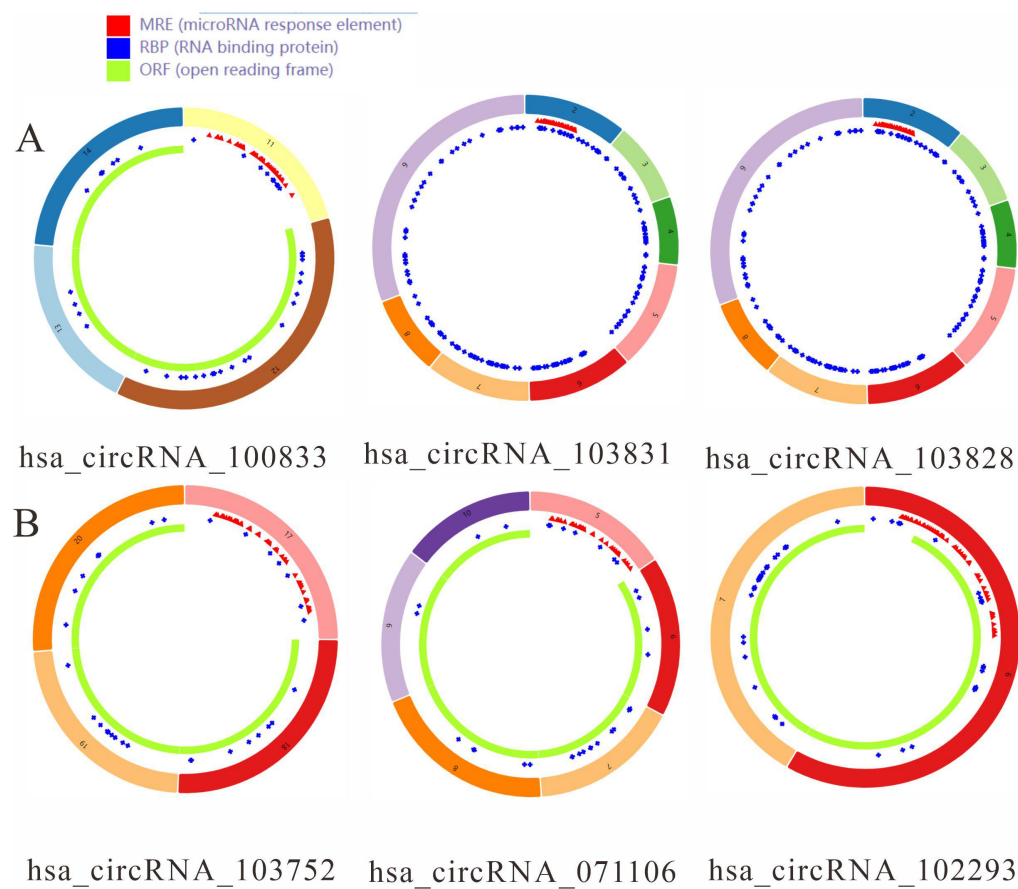 MRE (microRNA response element)
RBP (RNA binding protein)
ORF (open reading frame)
A
14 11 12 13
9 2 3 4 5 6 7 8
9 2 3 4 5 6 7 8
hsa_circRNA_100833 hsa_circRNA_103831 hsa_circRNA_103828
B
20 17 18 19
10 5 6 7 8 9
7 6
hsa_circRNA_103752 hsa_circRNA_071106 hsa_circRNA_102293